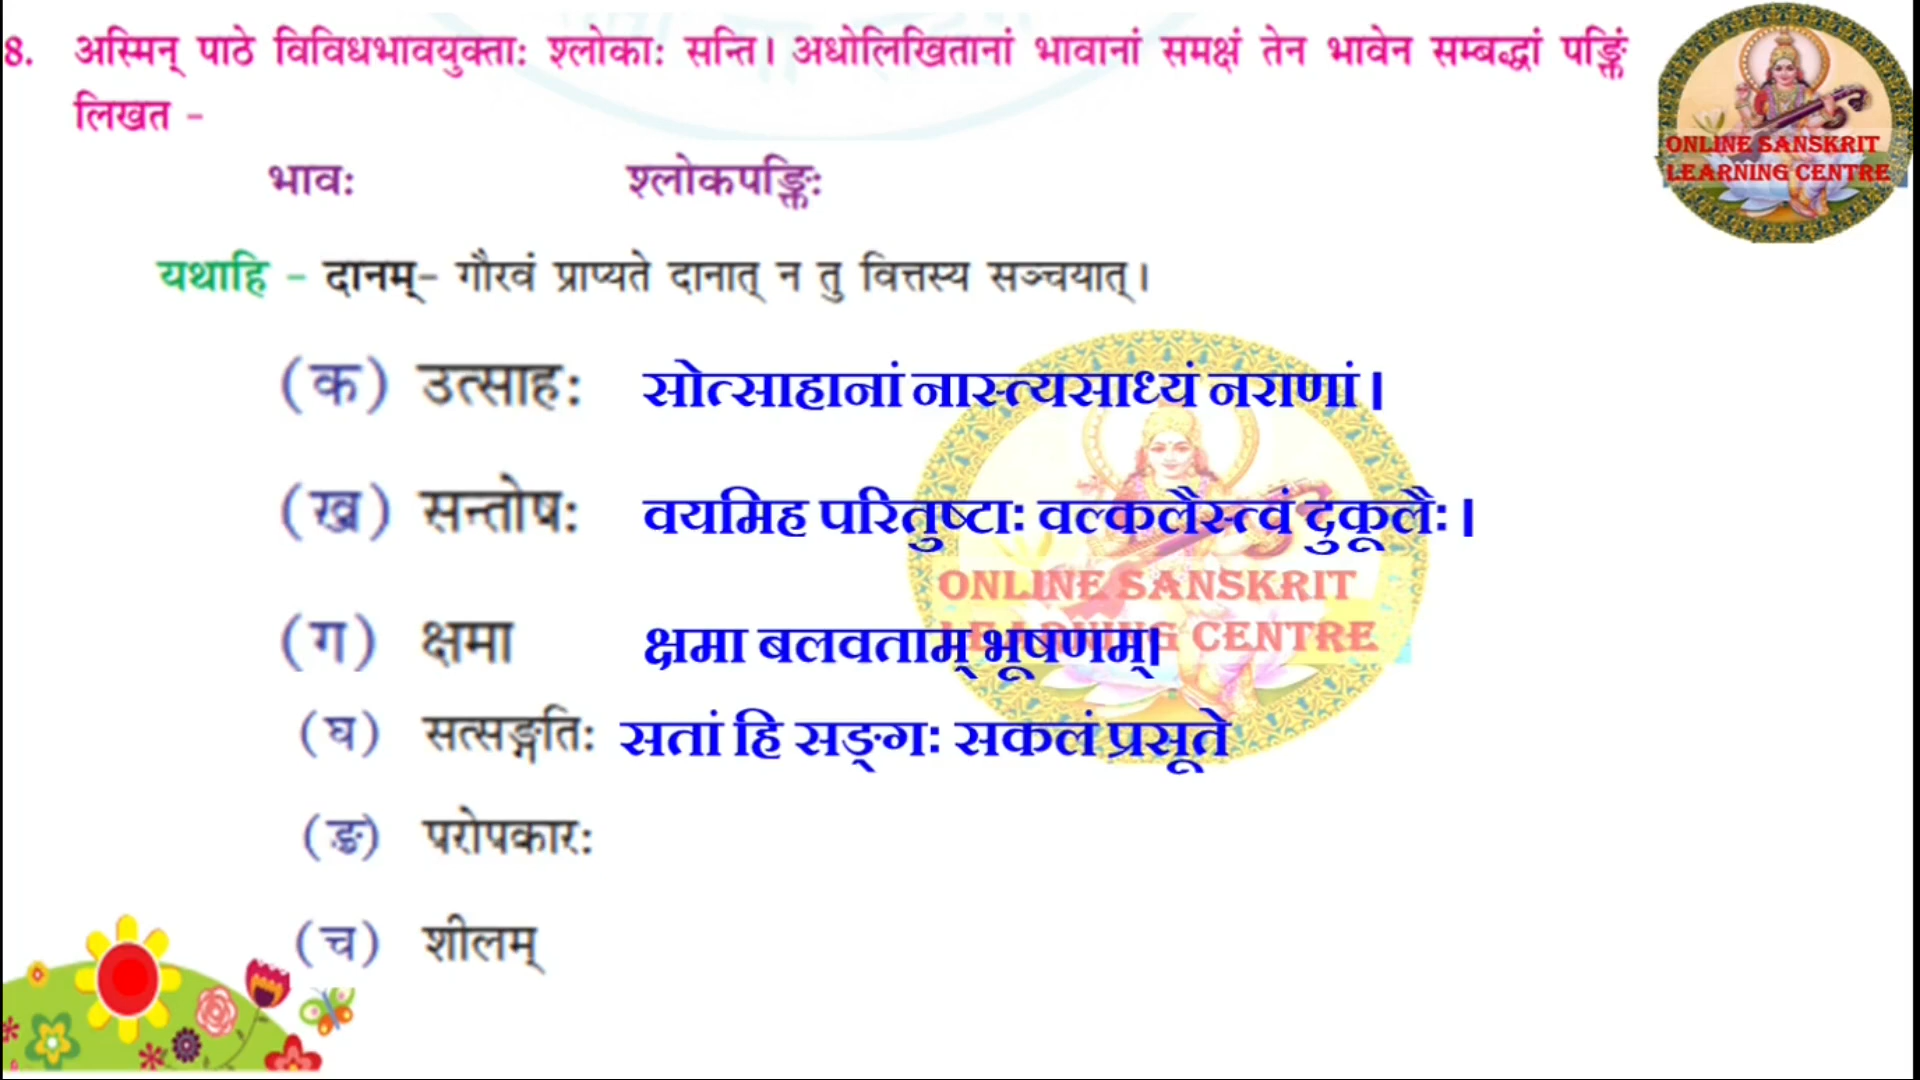 8. अस्मिन् पाठे विविधभावयुक्ताः श्लोकाः सन्ति। अधोलिखितानां भावानां समक्षं तेन भावेन सम्बद्धां पङ्क्तिं
लिखत -
भावः श्लोकपङ्क्तिः
यथाहि - दानम्- गौरवं प्राप्यते दानात् न तु वित्तस्य सञ्चयात्।
(क) उत्साहः सोत्साहानां नास्त्यसाध्यं नराणां।
(ख) सन्तोषः वयमिह परितुष्टाः वल्कलैस्त्वं दुकूलैः।
(ग) क्षमा क्षमा बलवताम् भूषणम्।
(घ) सत्सङ्गतिः सतां हि सङ्गः सकलं प्रसूते
(ङ) परोपकारः
(च) शीलम्
ONLINE SANSKRIT
LEARNING CENTRE
ONLINE SANSKRIT
LEARNING CENTRE